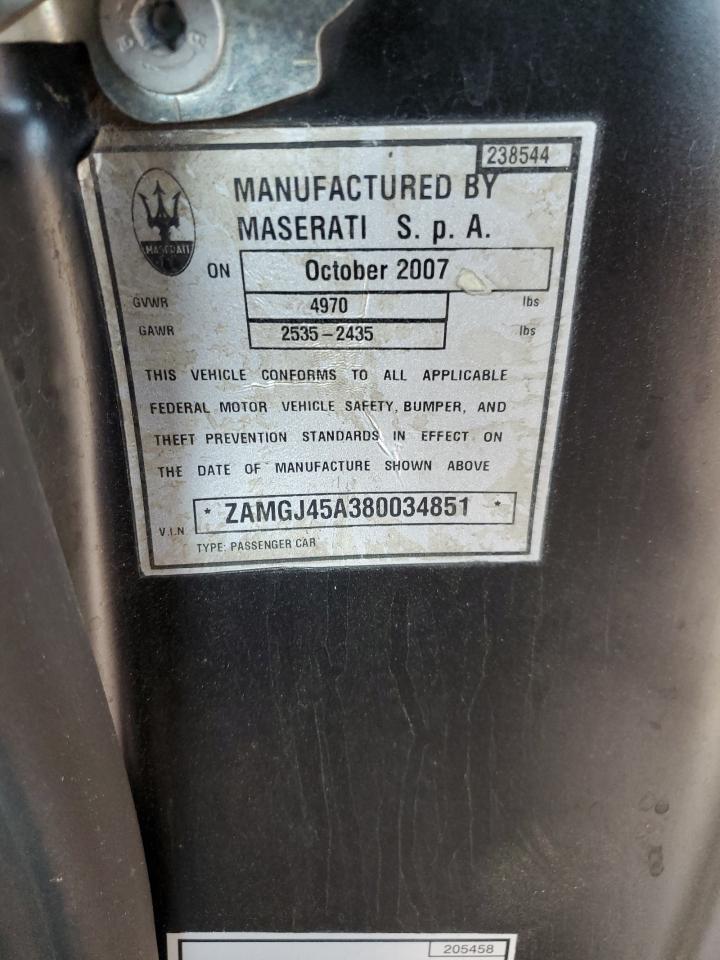 238544
MANUFACTURED BY
MASERATI S. p. A.
MASERATI
ON October 2007
GVWR 4970 lbs
GAWR 2535-2435 lbs
THIS VEHICLE CONFORMS TO ALL APPLICABLE
FEDERAL MOTOR VEHICLE SAFETY, BUMPER, AND
THEFT PREVENTION STANDARDS IN EFFECT ON
THE DATE OF MANUFACTURE SHOWN ABOVE
V.I.N * ZAMGJ45A380034851 *
TYPE: PASSENGER CAR
205458